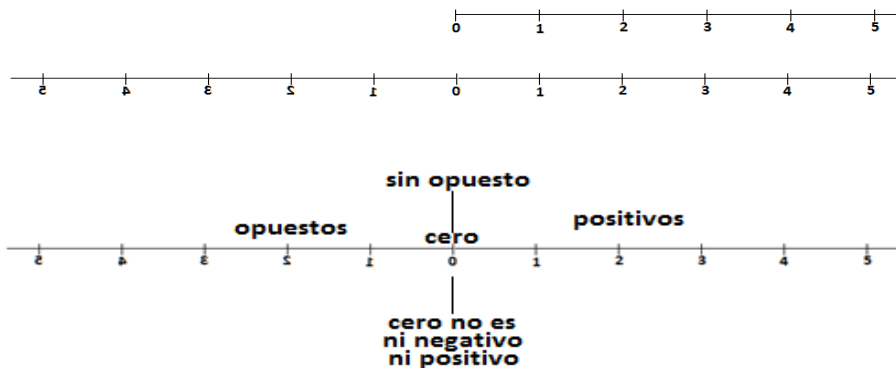 0 1 2 3 4 5
5 4 3 2 1 0 1 2 3 4 5
sin opuesto
opuestos
positivos
cero
5 4 3 2 1 0 1 2 3 4 5
cero no es
ni negativo
ni positivo